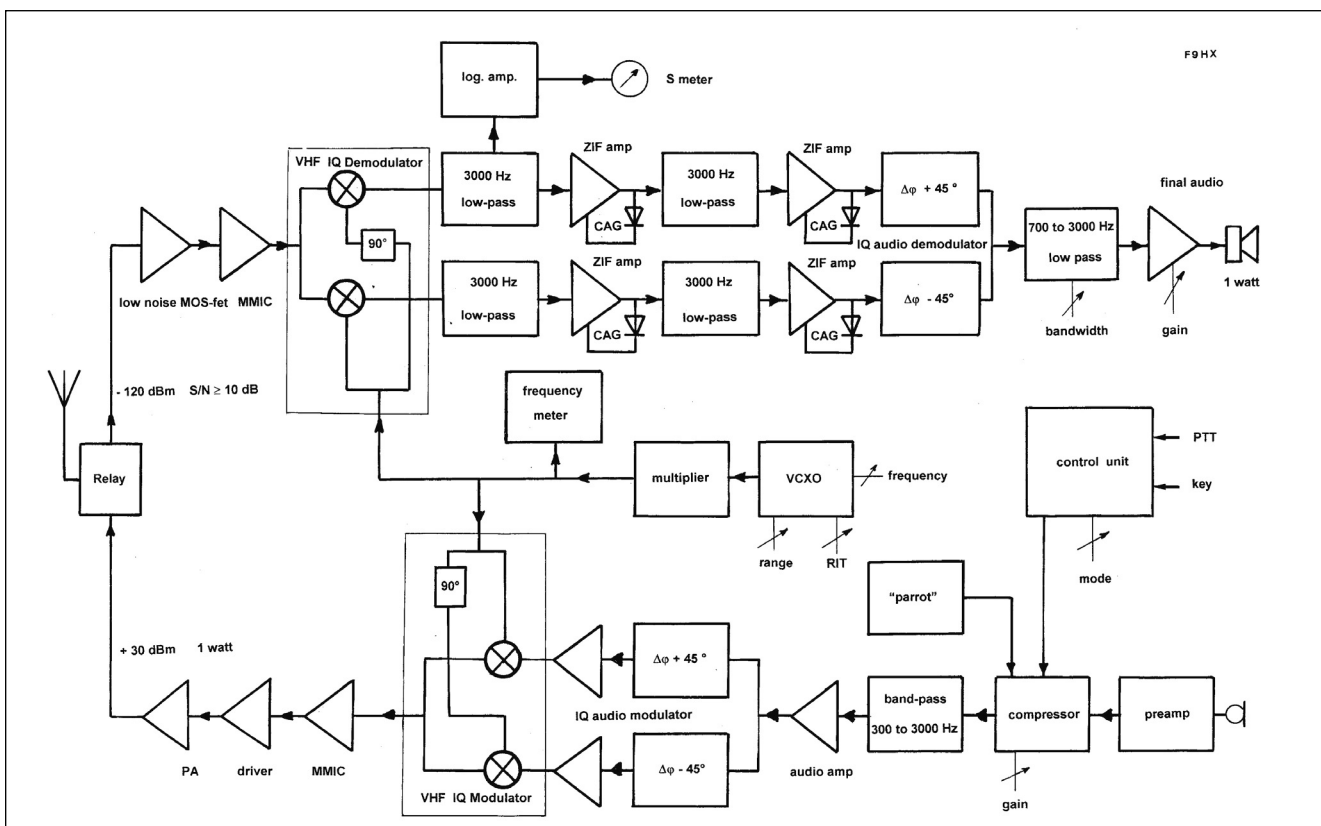 F9HX
log. amp.
S meter
VHF IQ Demodulator
90°
3000 Hz
low-pass
ZIF amp
CAG
3000 Hz
low-pass
ZIF amp
CAG
Δφ + 45 °
IQ audio demodulator
3000 Hz
low-pass
ZIF amp
CAG
3000 Hz
low-pass
ZIF amp
CAG
Δφ - 45°
700 to 3000 Hz
low pass
bandwidth
final audio
gain
1 watt
low noise MOS-fet MMIC
- 120 dBm S/N ≥ 10 dB
Relay
frequency
meter
multiplier
VCXO
frequency
range
RIT
control unit
PTT
key
mode
"parrot"
+ 30 dBm 1 watt
PA
driver
MMIC
90°
VHF IQ Modulator
Δφ + 45 °
IQ audio modulator
Δφ - 45°
audio amp
band-pass
300 to 3000 Hz
compressor
gain
preamp